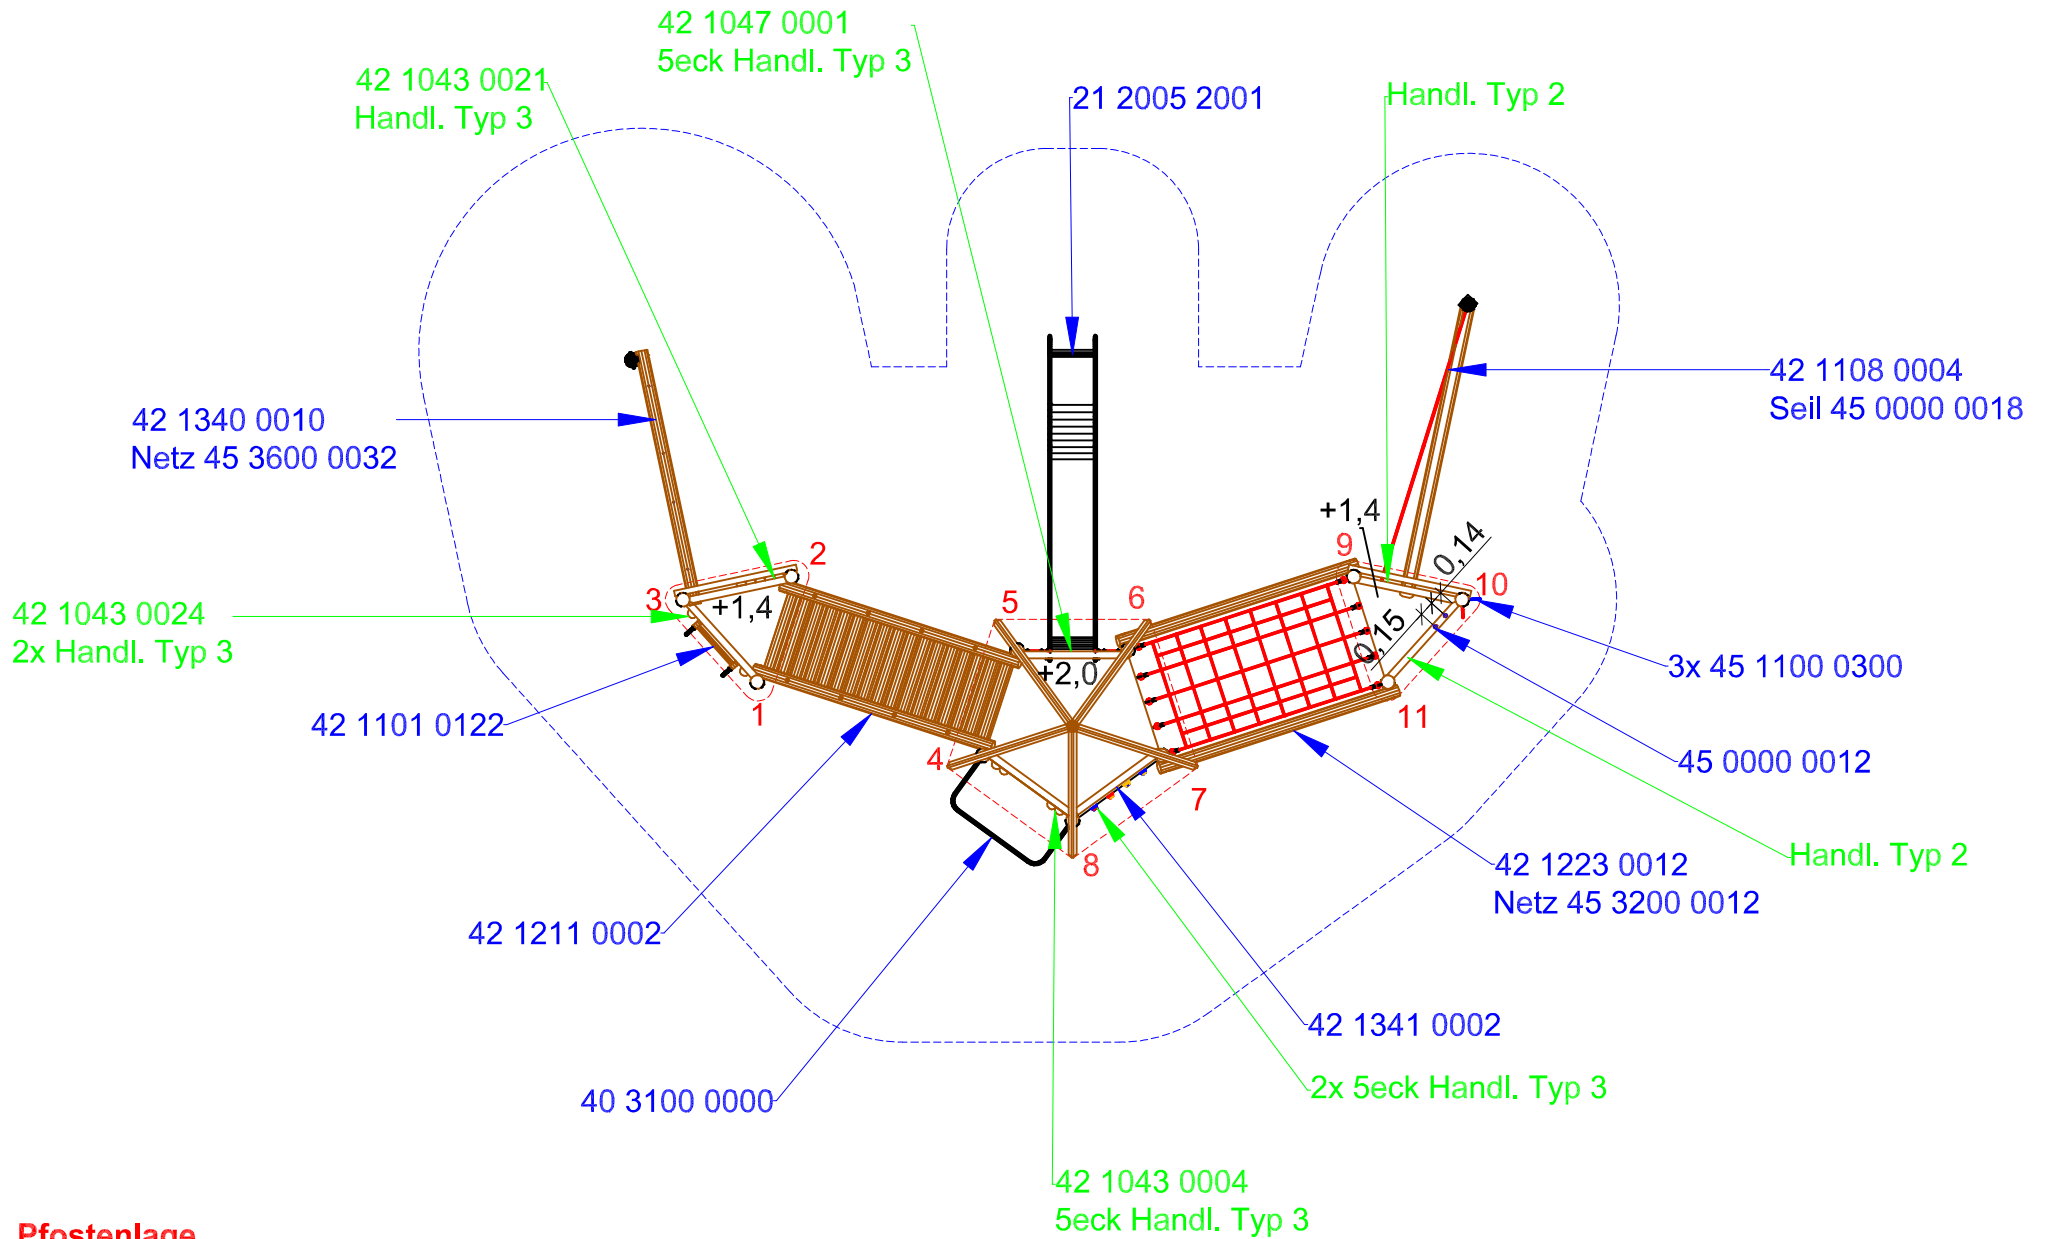 42 1047 0001
5eck Handl. Typ 3
42 1043 0021
Handl. Typ 3
21 2005 2001
Handl. Typ 2
42 1340 0010
Netz 45 3600 0032
42 1108 0004
Seil 45 0000 0018
+1,4
0,14
9
2
10
3
+1,4
5
6
0,15
42 1043 0024
2x Handl. Typ 3
+2,0
3x 45 1100 0300
42 1101 0122
1
11
4
45 0000 0012
7
8
Handl. Typ 2
42 1223 0012
Netz 45 3200 0012
42 1211 0002
42 1341 0002
40 3100 0000
2x 5eck Handl. Typ 3
42 1043 0004
5eck Handl. Typ 3
Pfostenlage